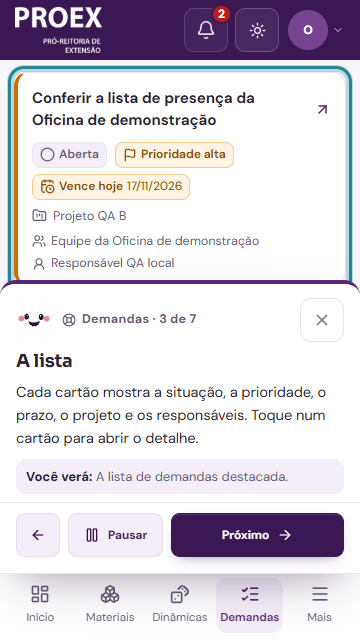 PROEX
PRÓ-REITORIA DE
EXTENSÃO
2
O
Conferir a lista de presença da
Oficina de demonstração
Aberta
Prioridade alta
Vence hoje 17/11/2026
Projeto QA B
Equipe da Oficina de demonstração
Responsável QA local
Demandas · 3 de 7
A lista
Cada cartão mostra a situação, a prioridade, o
prazo, o projeto e os responsáveis. Toque num
cartão para abrir o detalhe.
Você verá: A lista de demandas destacada.
Pausar
Próximo
Início
Materiais
Dinâmicas
Demandas
Mais